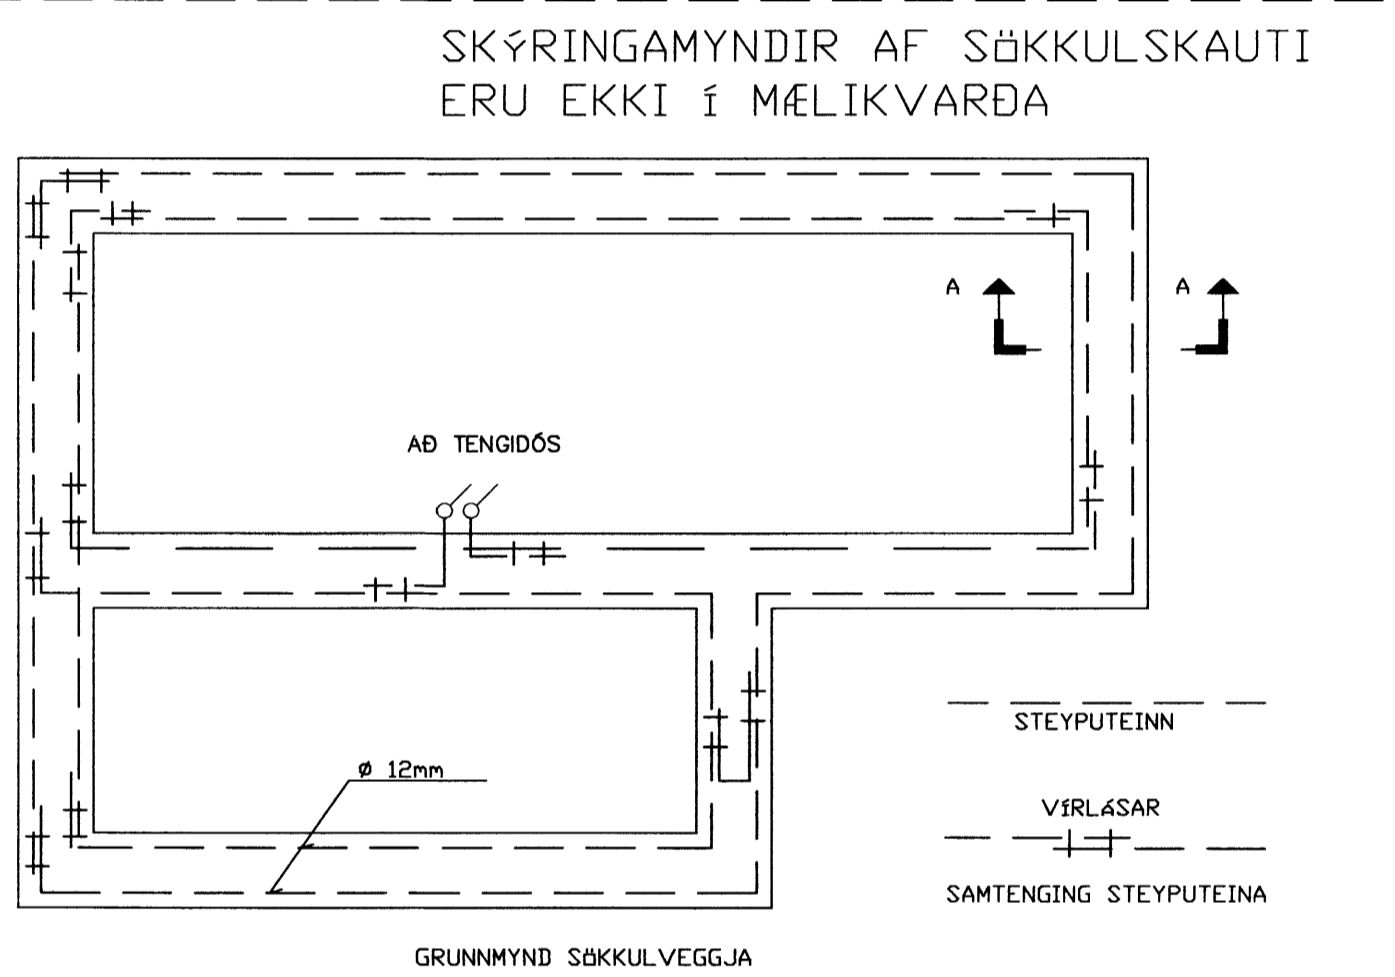 SKÝRINGAMYNDIR AF SÖKKULSKAUTI
ERU EKKI Í MÆLIKVARÐA
A
A
AÐ TENGIDÓS
STEYPUTEINN
Ø 12mm
VÍRLÁSAR
SAMTENGING STEYPUTEINA
GRUNNMYND SÖKKULVEGGJA